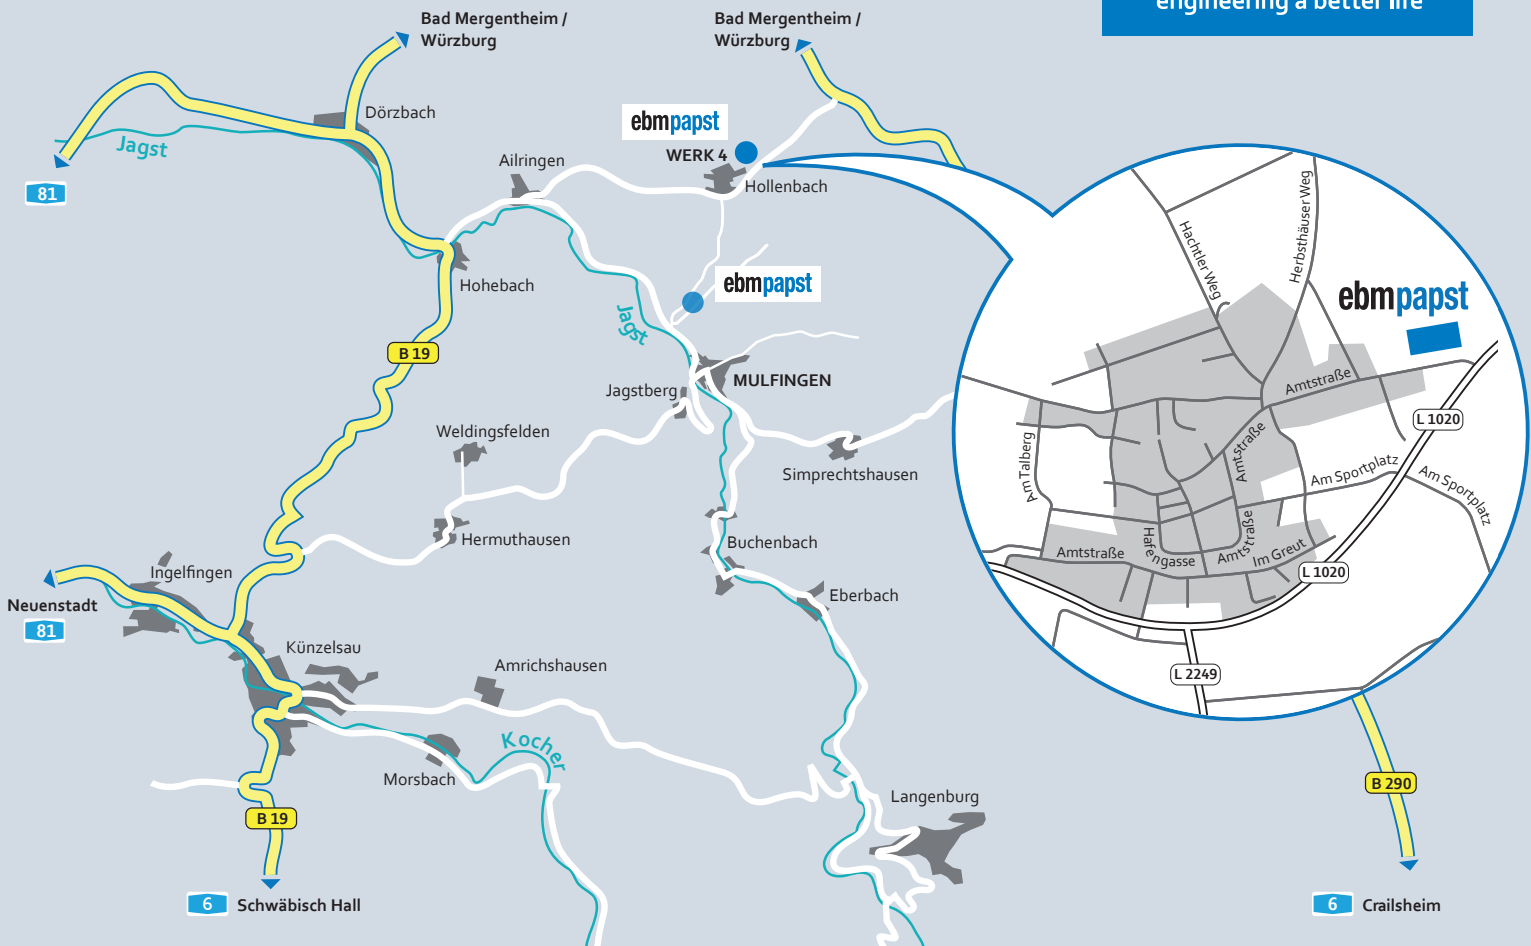 engineering a better life
Bad Mergentheim /
Würzburg
Bad Mergentheim /
Würzburg
Dörzbach
Jagst
81
ebmpapst
WERK 4
Ailringen
Hollenbach
Hohebach
ebmpapst
Jagst
B 19
MULFINGEN
Jagstberg
Weldingsfelden
Simprechtshausen
Hermuthausen
Buchenbach
Ingelfingen
Eberbach
Neuenstadt
81
Künzelsau
Amrichshausen
Kocher
Morsbach
Langenburg
B 19
6
Schwäbisch Hall
Hachtler Weg
Herbsthäuser Weg
ebmpapst
Amtstraße
L 1020
Am Talberg
Amtstraße
Am Sportplatz
Am Sportplatz
Hafengasse
Amtstraße
Amtstraße
Im Greut
L 1020
L 2249
B 290
6
Crailsheim